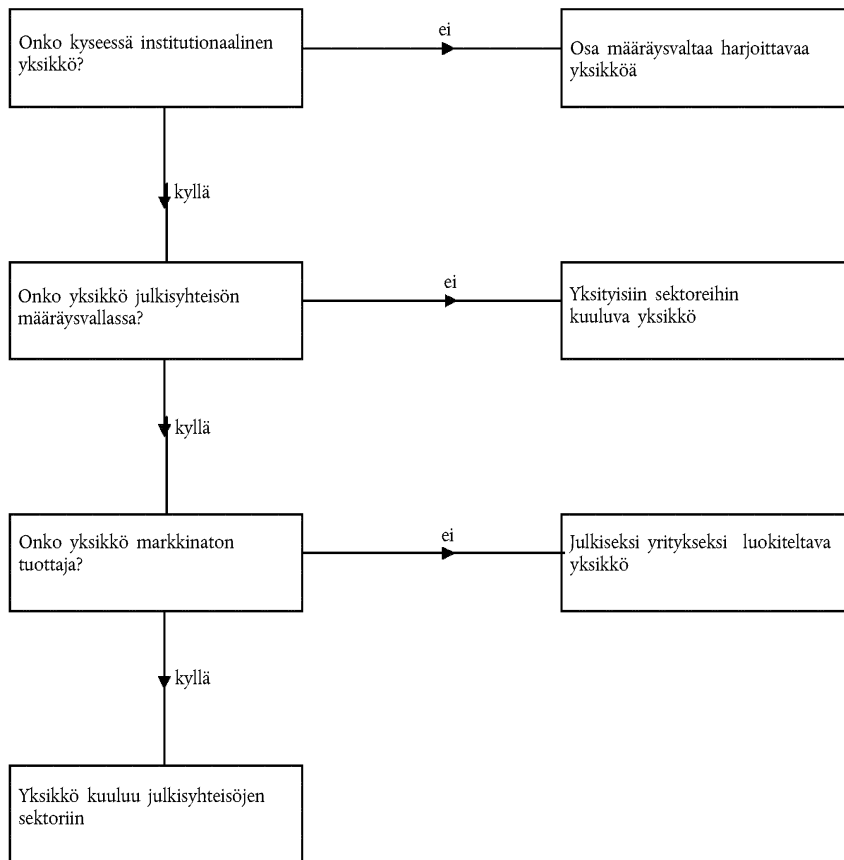 Onko kyseessä institutionaalinen
yksikkö?
ei
Osa määräysvaltaa harjoittavaa
yksikköä
kyllä
Onko yksikkö julkisyhteisön
määräysvallassa?
ei
Yksityisiin sektoreihin
kuuluva yksikkö
kyllä
Onko yksikkö markkinaton
tuottaja?
ei
Julkiseksi yritykseksi luokiteltava
yksikkö
kyllä
Yksikkö kuuluu julkisyhteisöjen
sektoriin